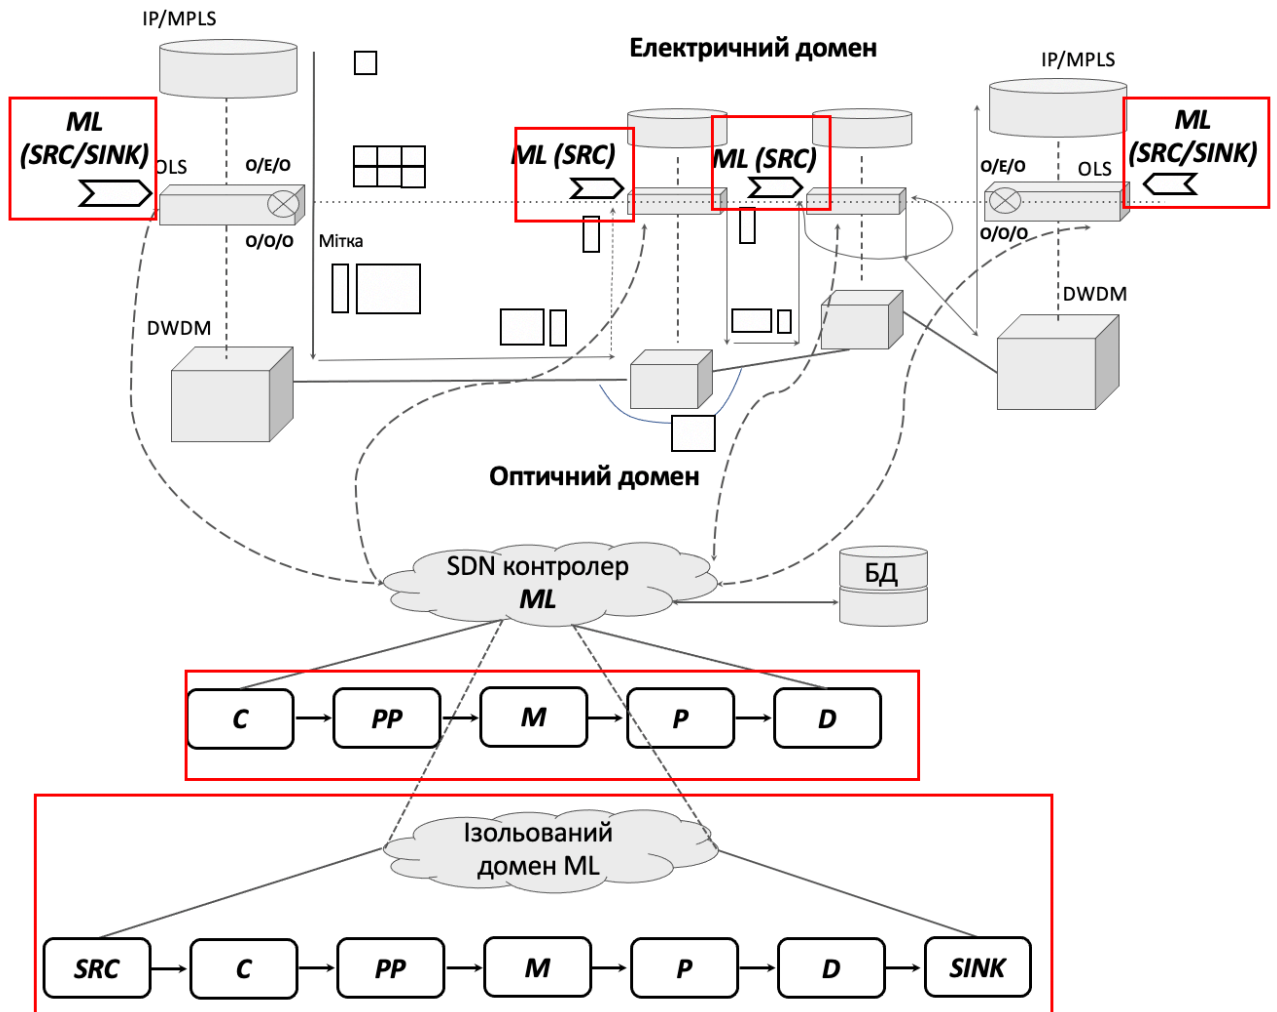 IP/MPLS
Електричний домен
IP/MPLS
ML
(SRC/SINK)
OLS
O/E/O
O/O/O
ML (SRC)
ML (SRC)
ML
(SRC/SINK)
O/E/O
OLS
O/O/O
Мітка
DWDM
DWDM
Оптичний домен
SDN контролер
ML
БД
C
PP
M
P
D
Ізольований
домен ML
SRC
C
PP
M
P
D
SINK